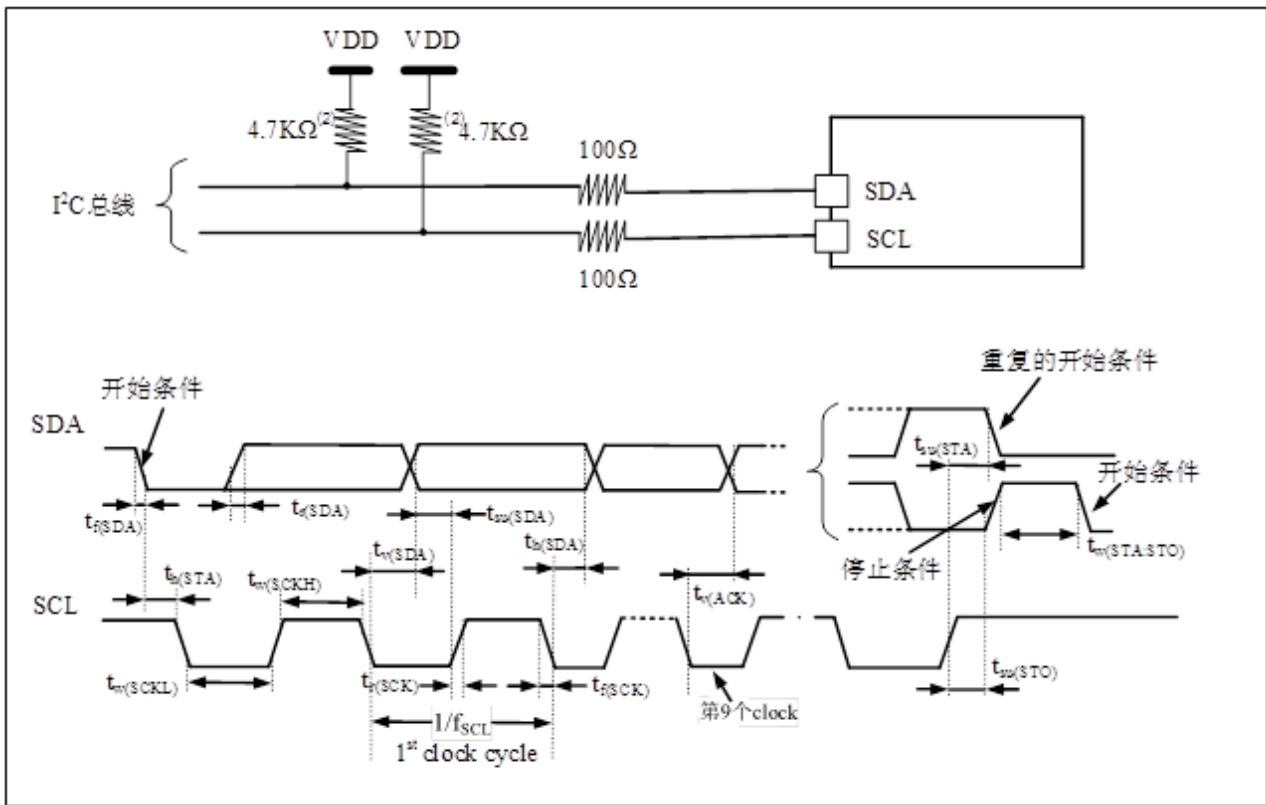 VDD VDD
4.7KΩ(2) (2)4.7KΩ
100Ω
I²C总线
SDA
SCL
100Ω
重复的开始条件
开始条件
SDA
tsu(STA)
开始条件
tf(SDA)
tr(SDA)
tsu(SDA)
tv(SDA)
th(SDA)
停止条件
tw(STA:STO)
th(STA)
tw(SCKH)
tv(ACK)
SCL
tw(SCKL)
tr(SCK)
tf(SCK)
tsu(STO)
第9个clock
1/fSCL
1st clock cycle